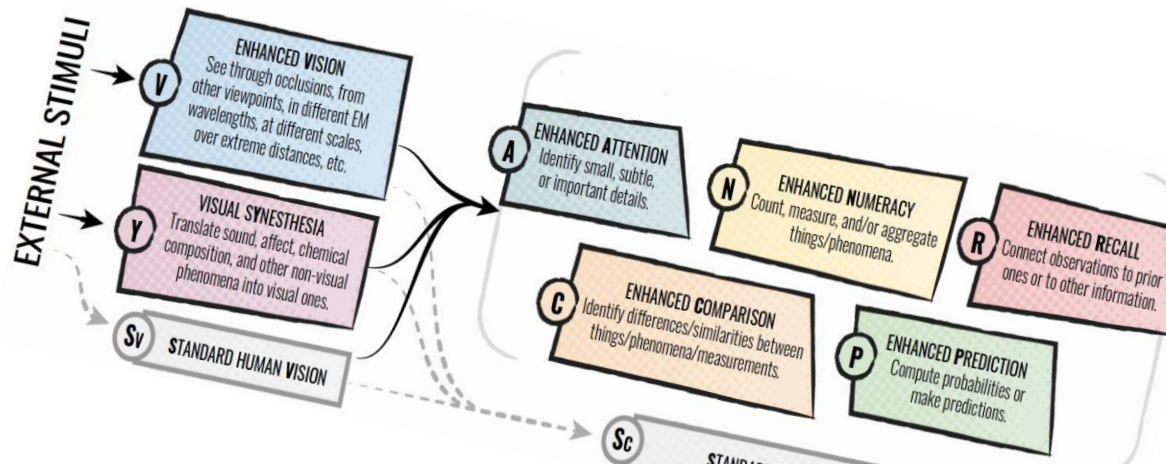 EXTERNAL STIMULI
V
ENHANCED VISION
See through occlusions, from
other viewpoints, in different EM
wavelengths, at different scales,
over extreme distances, etc.
Y
VISUAL SYNESTHESIA
Translate sound, affect, chemical
composition, and other non-visual
phenomena into visual ones.
SV
STANDARD HUMAN VISION
A
ENHANCED ATTENTION
Identify small, subtle,
or important details.
N
ENHANCED NUMERACY
Count, measure, and/or aggregate
things/phenomena.
R
ENHANCED RECALL
Connect observations to prior
ones or to other information.
C
ENHANCED COMPARISON
Identify differences/similarities between
things/phenomena/measurements.
P
ENHANCED PREDICTION
Compute probabilities or
make predictions.
SC